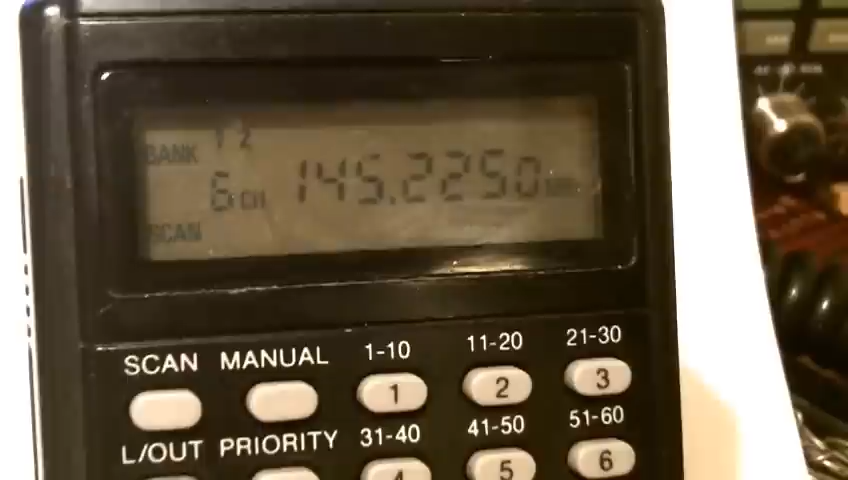 BANK 1 2
6 CH 145.2250 MHz
SCAN
SCAN MANUAL 1-10 11-20 21-30
1 2 3
L/OUT PRIORITY 31-40 41-50 51-60
4 5 6